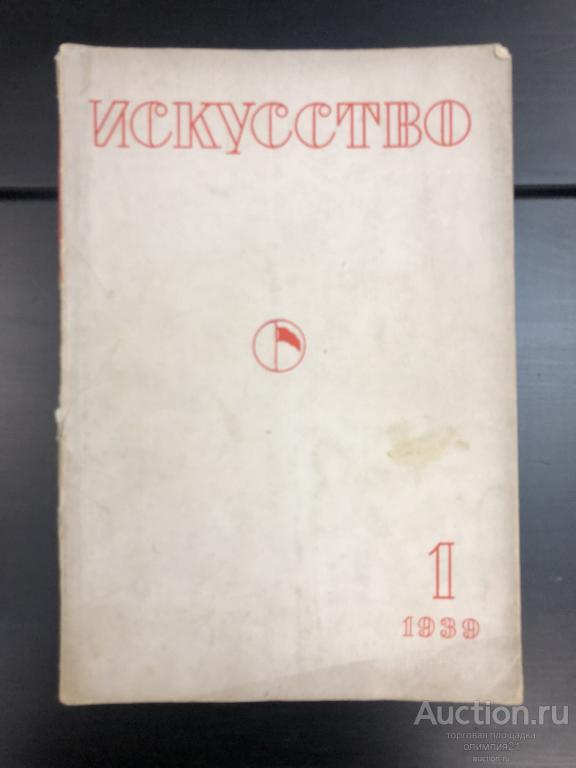 ИСКУССТВО
1
1939
Auction.ru
торговая площадка
олимпия21
auction.ru